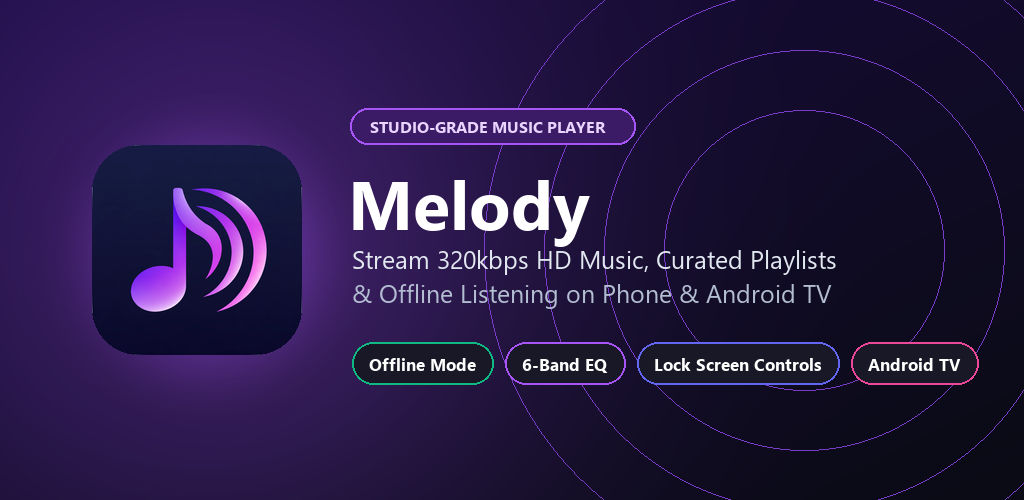 STUDIO-GRADE MUSIC PLAYER
Melody
Stream 320kbps HD Music, Curated Playlists
& Offline Listening on Phone & Android TV
Offline Mode
6-Band EQ
Lock Screen Controls
Android TV